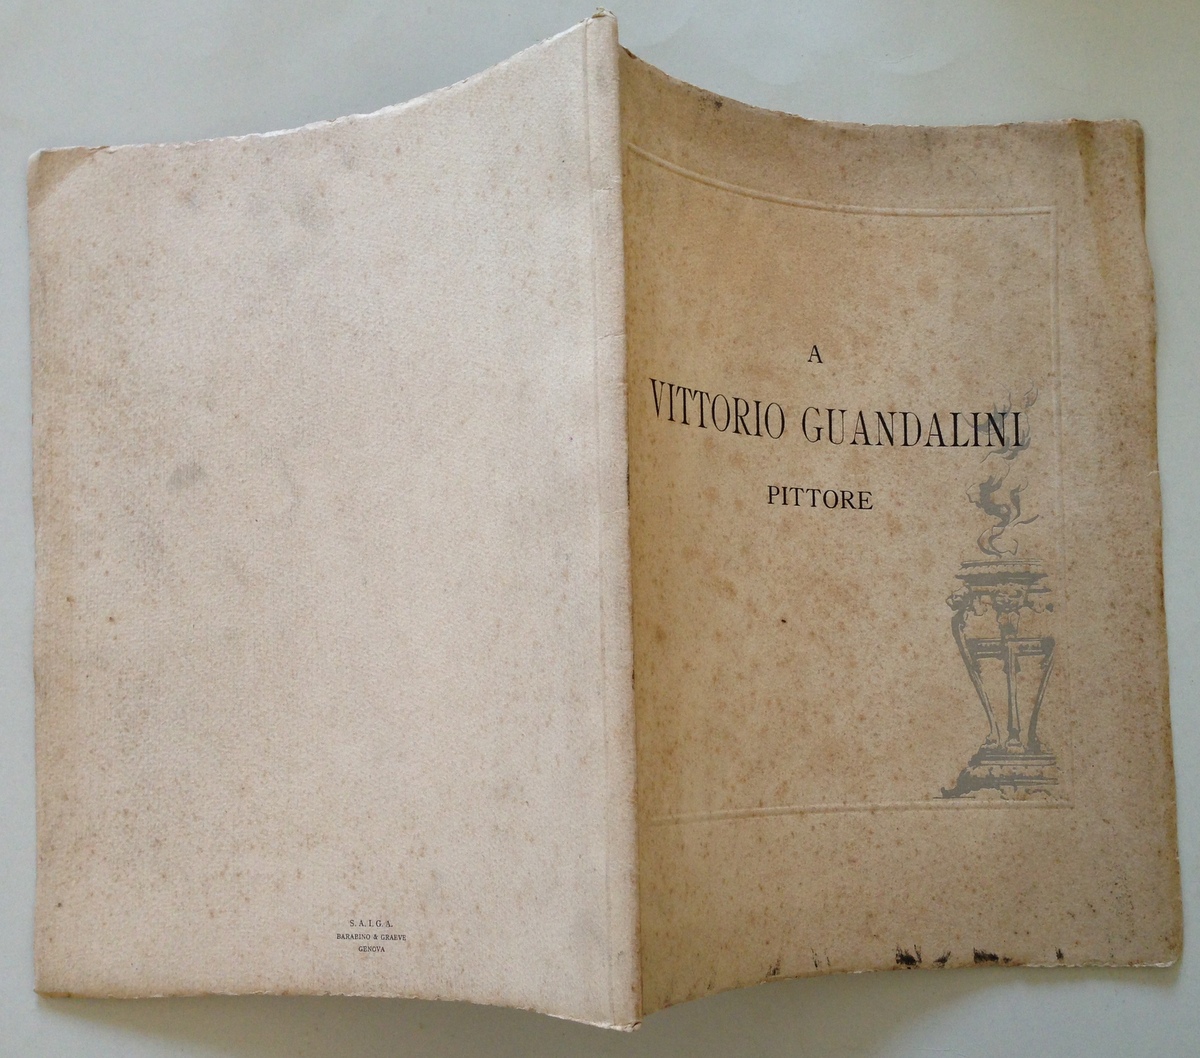 A
VITTORIO GUANDALINI
PITTORE
S. A. I. G. A.
BARABINO & GRAEVE
GENOVA